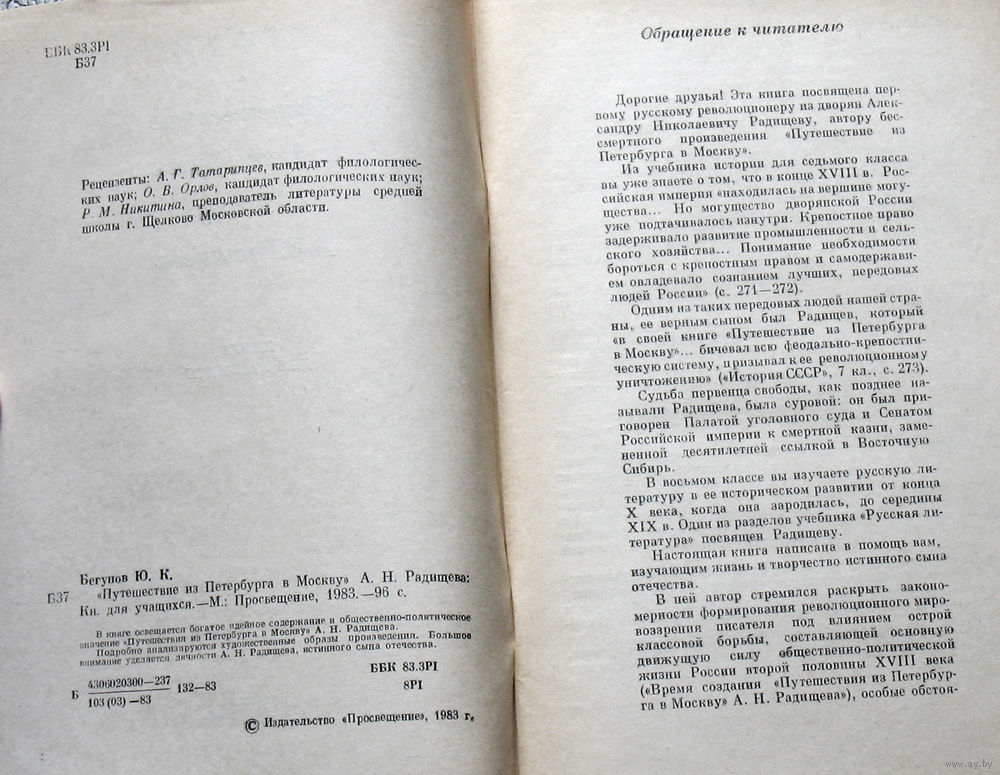 ББК 83.3Р1
Б37
Рецензенты: А. Г. Татаринцев, кандидат филологичес-
ких наук; О. В. Орлов, кандидат филологических наук;
Р. М. Никитина, преподаватель литературы средней
школы г. Щелково Московской области.
Бегунов Ю. К.
Б37 «Путешествие из Петербурга в Москву» А. Н. Радищева:
Кн. для учащихся.—М.: Просвещение, 1983.—96 с.
В книге освещается богатое идейное содержание и общественно-политическое
значение «Путешествия из Петербурга в Москву» А. Н. Радищева.
Подробно анализируются художественные образы произведения. Большое
внимание уделяется личности А. Н. Радищева, истинного сына отечества.
Б 4306020300—237 132—83 ББК 83.3Р1
103 (03) —83 8Р1
© Издательство «Просвещение», 1983 г.
Обращение к читателю
Дорогие друзья! Эта книга посвящена пер-
вому русскому революционеру из дворян Алек-
сандру Николаевичу Радищеву, автору бес-
смертного произведения «Путешествие из
Петербурга в Москву».
Из учебника истории для седьмого класса
вы уже знаете о том, что в конце XVIII в. Рос-
сийская империя «находилась на вершине могу-
щества... Но могущество дворянской России
уже подтачивалось изнутри. Крепостное право
задерживало развитие промышленности и сель-
ского хозяйства... Понимание необходимости
бороться с крепостным правом и самодержави-
ем овладевало сознанием лучших, передовых
людей России» (с. 271—272).
Одним из таких передовых людей нашей стра-
ны, ее верным сыном был Радищев, который
«в своей книге «Путешествие из Петербурга
в Москву»... бичевал всю феодально-крепостни-
ческую систему, призывал к ее революционному
уничтожению» («История СССР», 7 кл., с. 273).
Судьба первенца свободы, как позднее на-
зывали Радищева, была суровой: он был при-
говорен Палатой уголовного суда и Сенатом
Российской империи к смертной казни, заме-
ненной десятилетней ссылкой в Восточную
Сибирь.
В восьмом классе вы изучаете русскую ли-
тературу в ее историческом развитии от конца
X века, когда она зародилась, до середины
XIX в. Один из разделов учебника «Русская ли-
тература» посвящен Радищеву.
Настоящая книга написана в помощь вам,
изучающим жизнь и творчество истинного сына
отечества.
В ней автор стремился раскрыть законо-
мерности формирования революционного миро-
воззрения писателя под влиянием острой
классовой борьбы, составляющей основную
движущую силу общественно-политической
жизни России второй половины XVIII века
(«Время создания «Путешествия из Петербур-
га в Москву» А. Н. Радищева»), особые обстоя-
www.ay.by